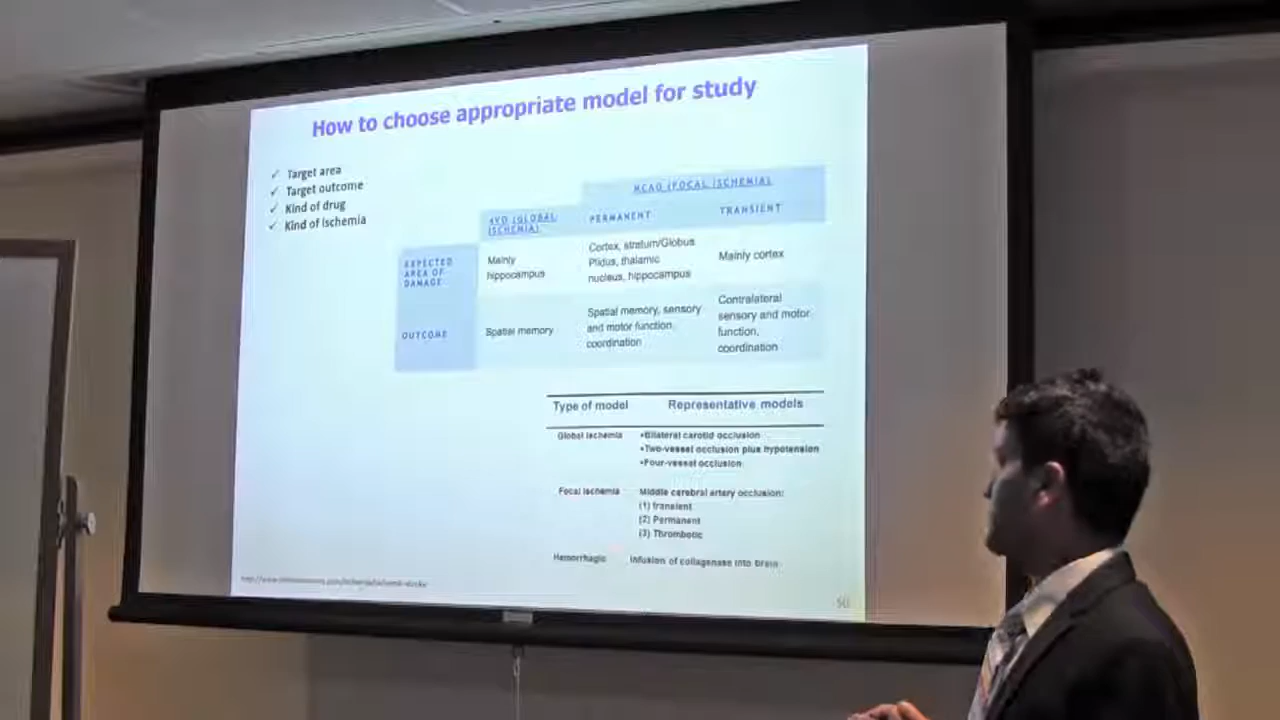 How to choose appropriate model for study
✓ Target area
✓ Target outcome
✓ Kind of drug
✓ Kind of ischemia
MCAO (FOCAL ISCHEMIA)
4VO (GLOBAL
ISCHEMIA)
PERMANENT
TRANSIENT
EXPECTED
AREA OF
DAMAGE
Mainly
hippocampus
Cortex, stratum/Globus
Plidus, thalamic
nucleus, hippocampus
Mainly cortex
OUTCOME
Spatial memory
Spatial memory, sensory
and motor function,
coordination
Contralateral
sensory and motor
function,
coordination
Type of model Representative models
Global ischemia •Bilateral carotid occlusion
•Two-vessel occlusion plus hypotension
•Four-vessel occlusion
Focal ischemia Middle cerebral artery occlusion:
(1) transient
(2) Permanent
(3) Thrombotic
Hemorrhagic Infusion of collagenase into brain
50